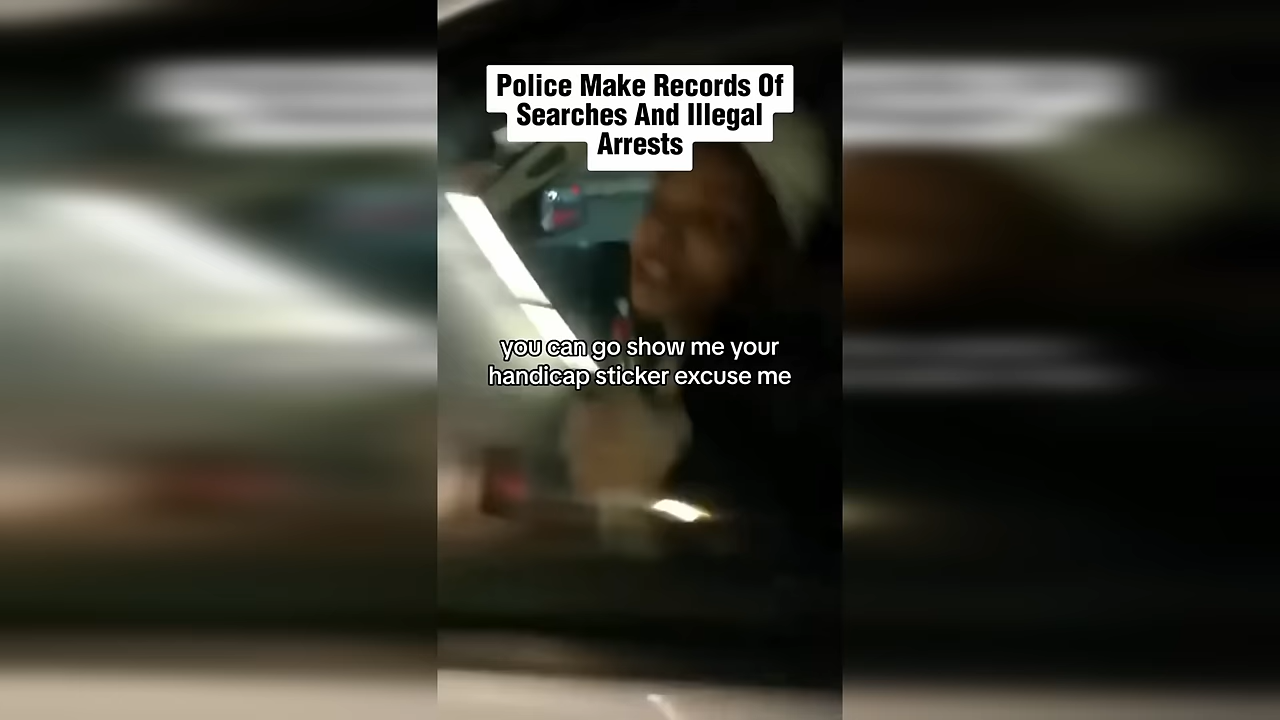 Police Make Records Of
Searches And Illegal
Arrests
you can go show me your
handicap sticker excuse me